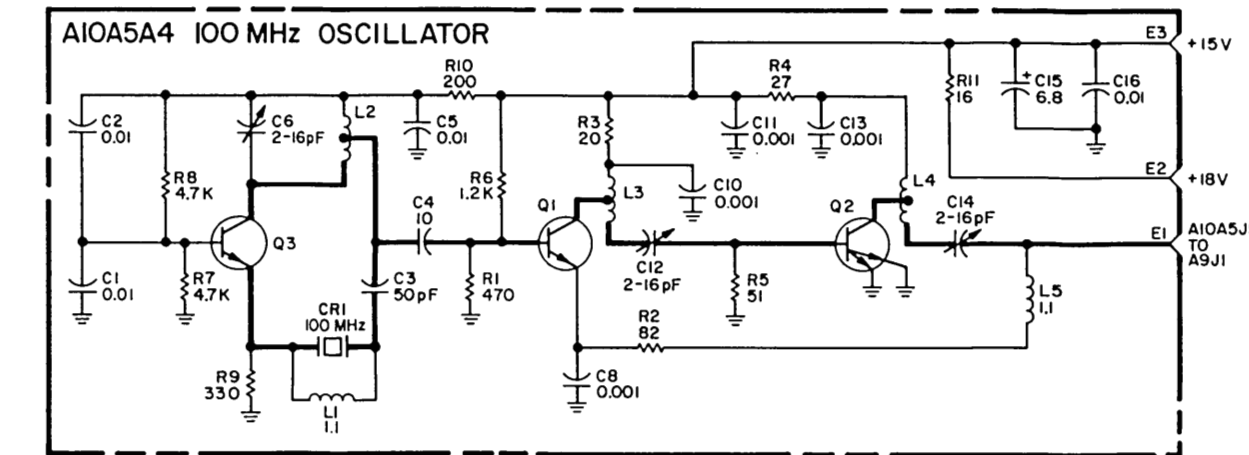 A10A5A4 100 MHz OSCILLATOR
E3
+15V
R10
200
R4
27
R11
16
+
C15
6.8
C16
0.01
C2
0.01
C6
2-16pF
L2
C5
0.01
R3
20
C11
0.001
C13
0.001
R8
4.7K
R6
1.2K
C10
0.001
L3
L4
E2
+18V
C4
10
Q1
Q2
C14
2-16pF
Q3
E1
A10A5J
TO
A9J1
C1
0.01
R7
4.7K
C3
50pF
R1
470
C12
2-16pF
R5
51
L5
1.1
CR1
100 MHz
R2
82
R9
330
C8
0.001
L1
1.1